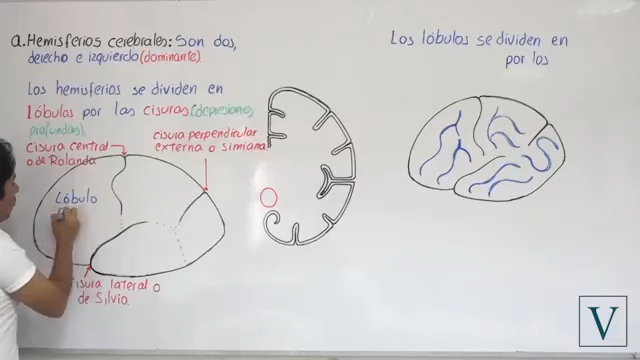 a. Hemisferios cerebrales: Son dos,
derecho e izquierdo (dominante)
Los hemisferios se dividen en
lóbulos por las cisuras (depresiones
profundas)
cisura central
o de Rolando
cisura perpendicular
externa o simiana
Lóbulo
cisura lateral o
de Silvio
Los lóbulos se dividen en
por los
V